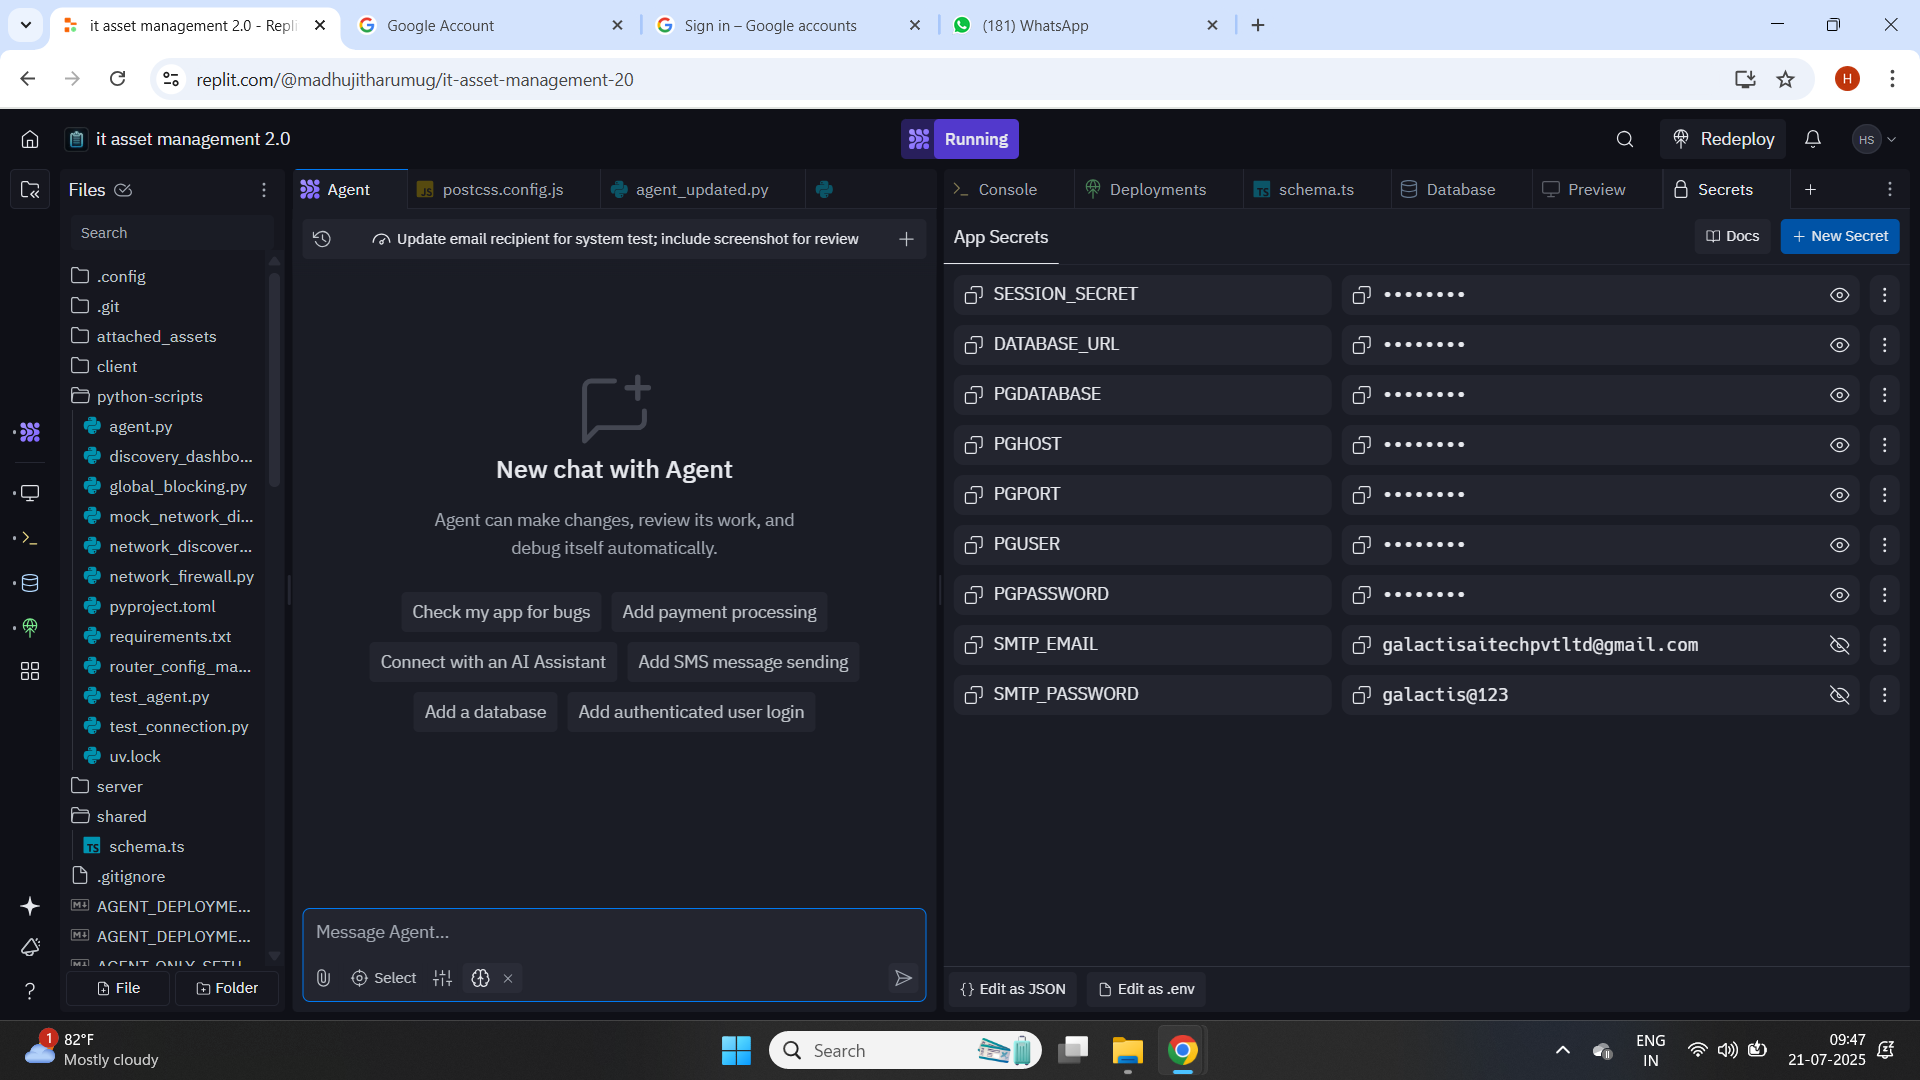 it asset management 2.0 - Repli
Google Account
Sign in – Google accounts
(181) WhatsApp
replit.com/@madhujitharumug/it-asset-management-20
H
it asset management 2.0
Running
Redeploy
HS
Files
Agent
postcss.config.js
agent_updated.py
Console
Deployments
schema.ts
Database
Preview
Secrets
Search
Update email recipient for system test; include screenshot for review
App Secrets
Docs
New Secret
.config
.git
attached_assets
client
python-scripts
agent.py
discovery_dashbo...
global_blocking.py
mock_network_di...
network_discover...
network_firewall.py
pyproject.toml
requirements.txt
router_config_ma...
test_agent.py
test_connection.py
uv.lock
server
shared
schema.ts
.gitignore
AGENT_DEPLOYME...
AGENT_DEPLOYME...
AGENT_ONLY_SETU
File
Folder
New chat with Agent
Agent can make changes, review its work, and
debug itself automatically.
Check my app for bugs
Add payment processing
Connect with an AI Assistant
Add SMS message sending
Add a database
Add authenticated user login
Message Agent...
Select
SESSION_SECRET ••••••••
DATABASE_URL ••••••••
PGDATABASE ••••••••
PGHOST ••••••••
PGPORT ••••••••
PGUSER ••••••••
PGPASSWORD ••••••••
SMTP_EMAIL galactisaitechpvtltd@gmail.com
SMTP_PASSWORD galactis@123
{} Edit as JSON
Edit as .env
1
82°F
Mostly cloudy
Search
ENG
IN
09:47
21-07-2025